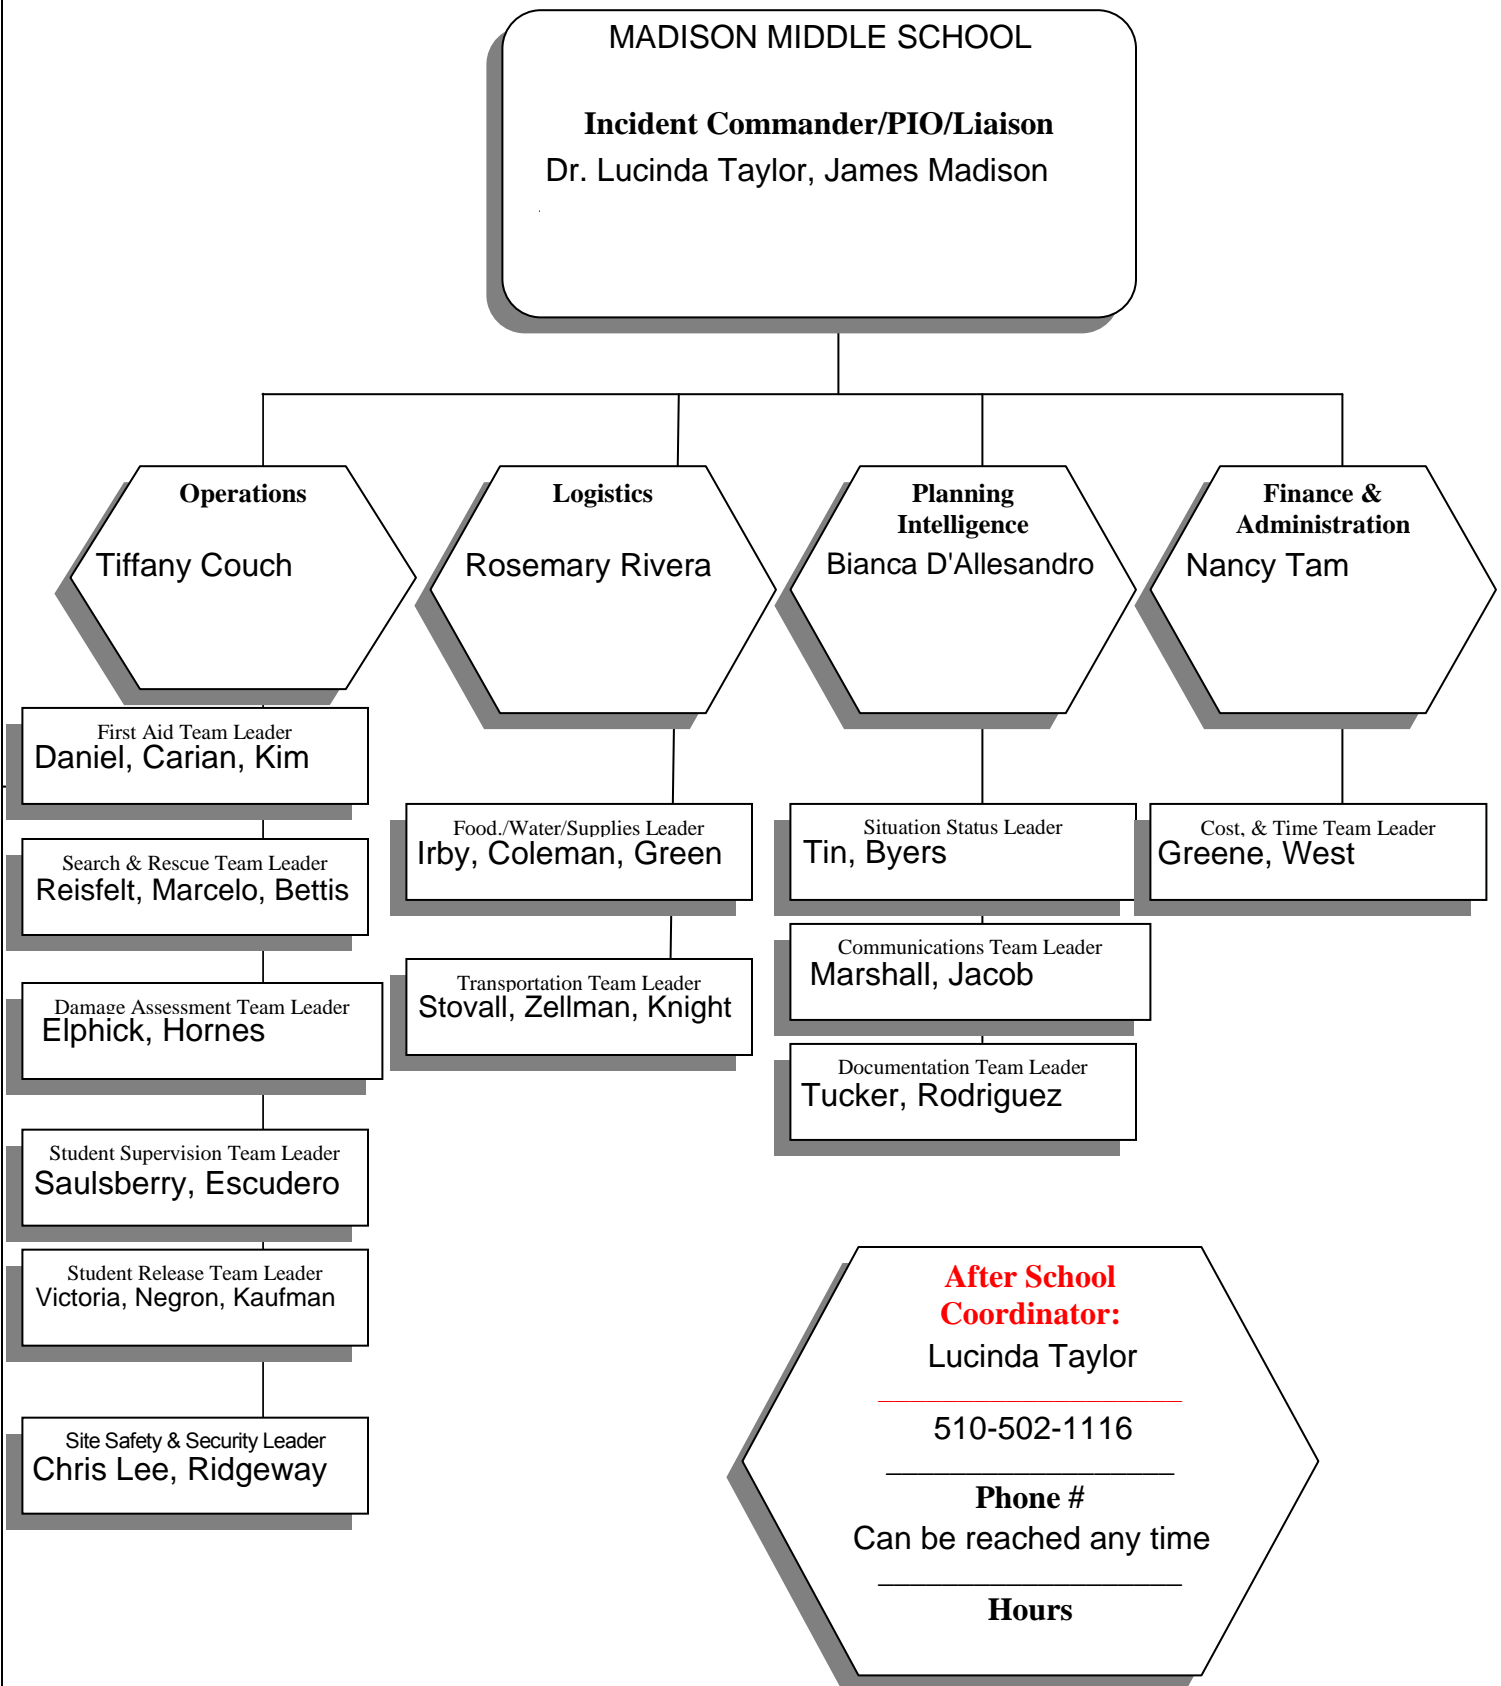 MADISON MIDDLE SCHOOL
Incident Commander/PIO/Liaison
Dr. Lucinda Taylor, James Madison
Operations
Tiffany Couch
Logistics
Rosemary Rivera
Planning
Intelligence
Bianca D'Allesandro
Finance &
Administration
Nancy Tam
First Aid Team Leader
Daniel, Carian, Kim
Search & Rescue Team Leader
Reisfelt, Marcelo, Bettis
Damage Assessment Team Leader
Elphick, Hornes
Student Supervision Team Leader
Saulsberry, Escudero
Student Release Team Leader
Victoria, Negron, Kaufman
Site Safety & Security Leader
Chris Lee, Ridgeway
Food./Water/Supplies Leader
Irby, Coleman, Green
Transportation Team Leader
Stovall, Zellman, Knight
Situation Status Leader
Tin, Byers
Communications Team Leader
Marshall, Jacob
Documentation Team Leader
Tucker, Rodriguez
Cost, & Time Team Leader
Greene, West
After School
Coordinator:
Lucinda Taylor
510-502-1116
Phone #
Can be reached any time
Hours